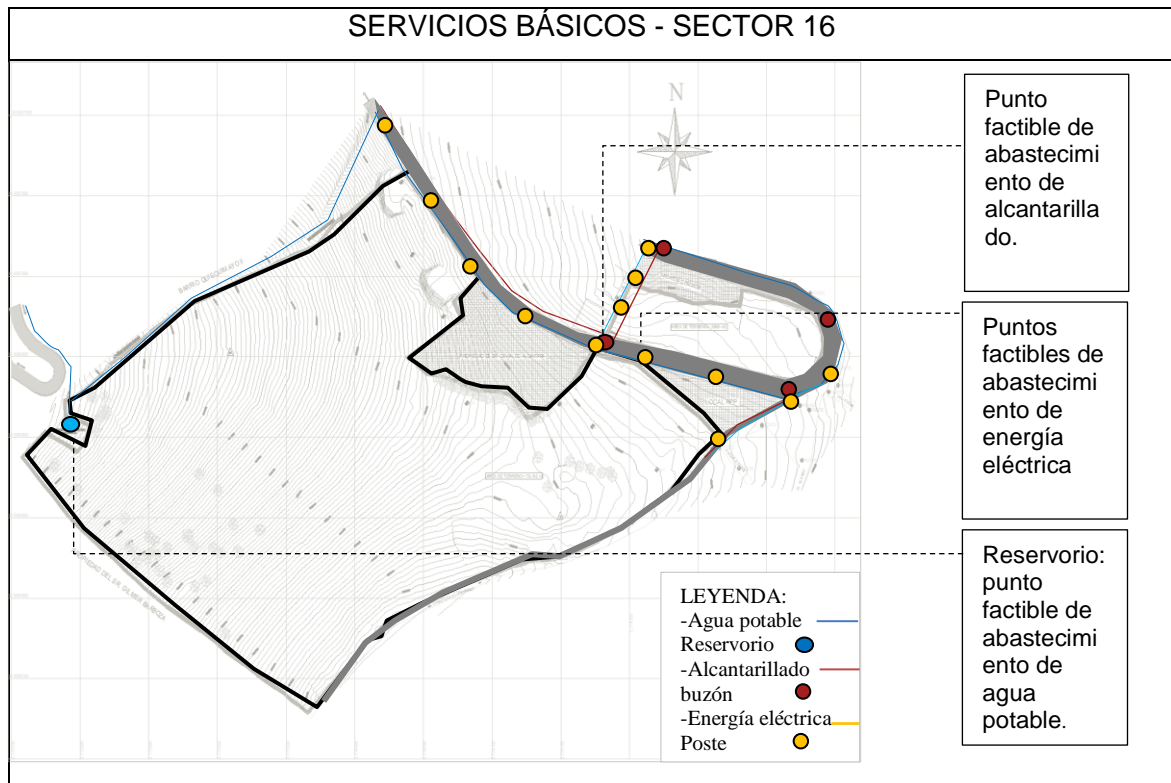 SERVICIOS BÁSICOS - SECTOR 16
N
Punto
factible de
abastecimi
ento de
alcantarilla
do.
Puntos
factibles de
abastecimi
ento de
energía
eléctrica
Reservorio:
punto
factible de
abastecimi
ento de
agua
potable.
LEYENDA:
-Agua potable
Reservorio
-Alcantarillado
buzón
-Energía eléctrica
Poste